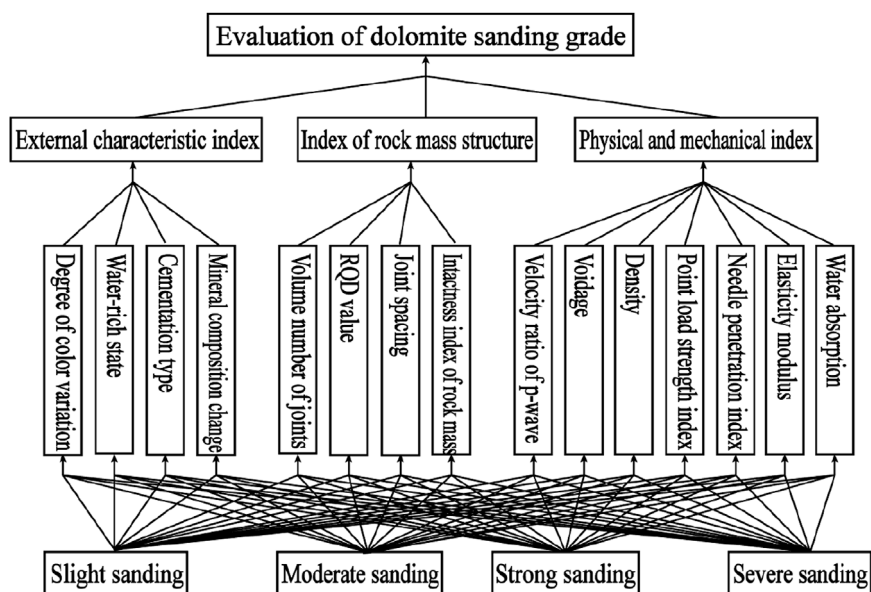 Evaluation of dolomite sanding grade
External characteristic index
Index of rock mass structure
Physical and mechanical index
Degree of color variation
Water-rich state
Cementation type
Mineral composition change
Volume number of joints
RQD value
Joint spacing
Intactness index of rock mass
Velocity ratio of p-wave
Voidage
Density
Point load strength index
Needle penetration index
Elasticity modulus
Water absorption
Slight sanding
Moderate sanding
Strong sanding
Severe sanding